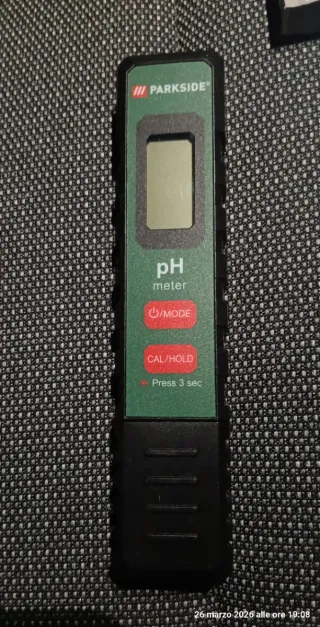 PARKSIDE®
pH
meter
⏻/MODE
CAL/HOLD
Press 3 sec
26 marzo 2026 alle ore 19:08